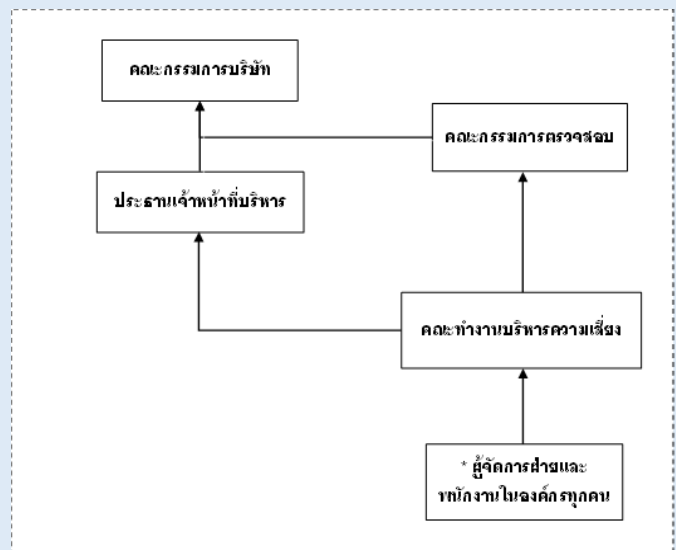 คณะกรรมการบริษัท
คณะกรรมการตรวจสอบ
ประธานเจ้าหน้าที่บริหาร
คณะทำงานบริหารความเสี่ยง
* ผู้จัดการฝ่ายและ
พนักงานในองค์กรทุกคน